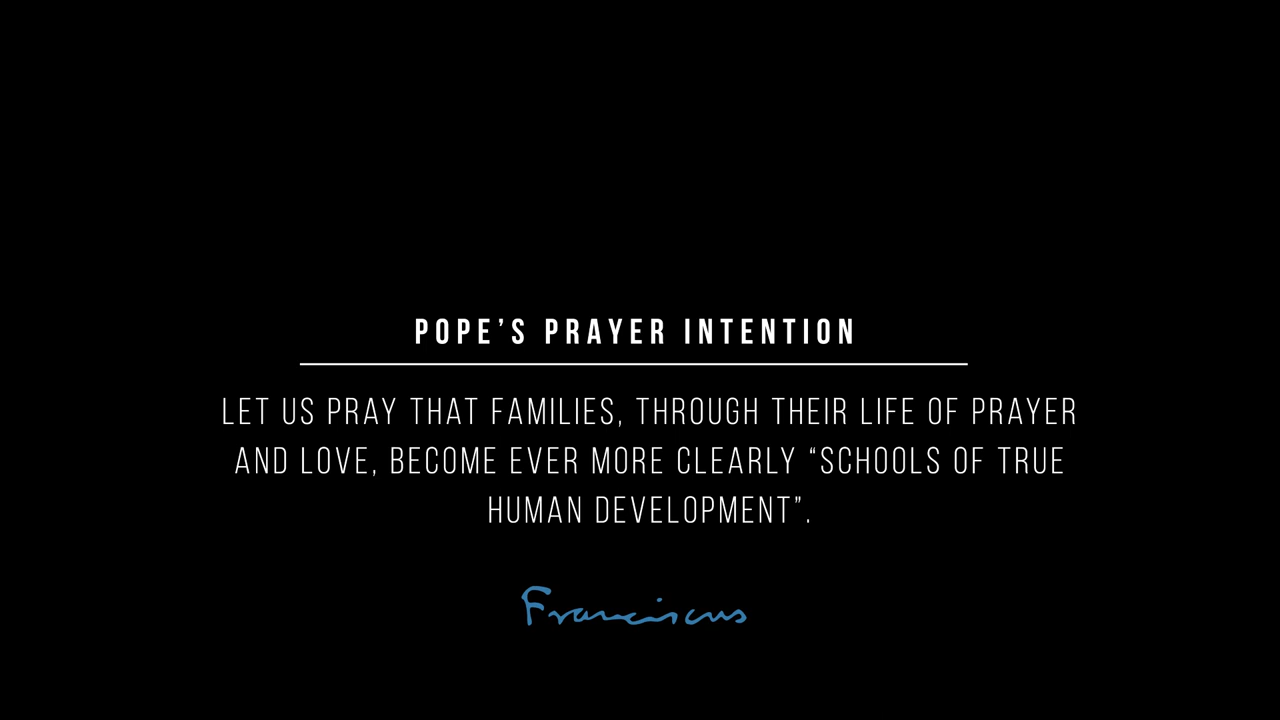 POPE’S PRAYER INTENTION
LET US PRAY THAT FAMILIES, THROUGH THEIR LIFE OF PRAYER
AND LOVE, BECOME EVER MORE CLEARLY “SCHOOLS OF TRUE
HUMAN DEVELOPMENT”.
Franciscus